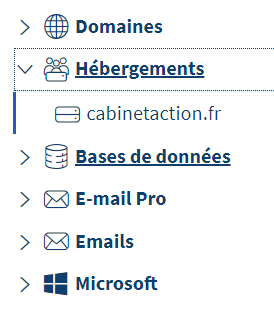 Domaines
Hébergements
cabinetaction.fr
Bases de données
E-mail Pro
Emails
Microsoft